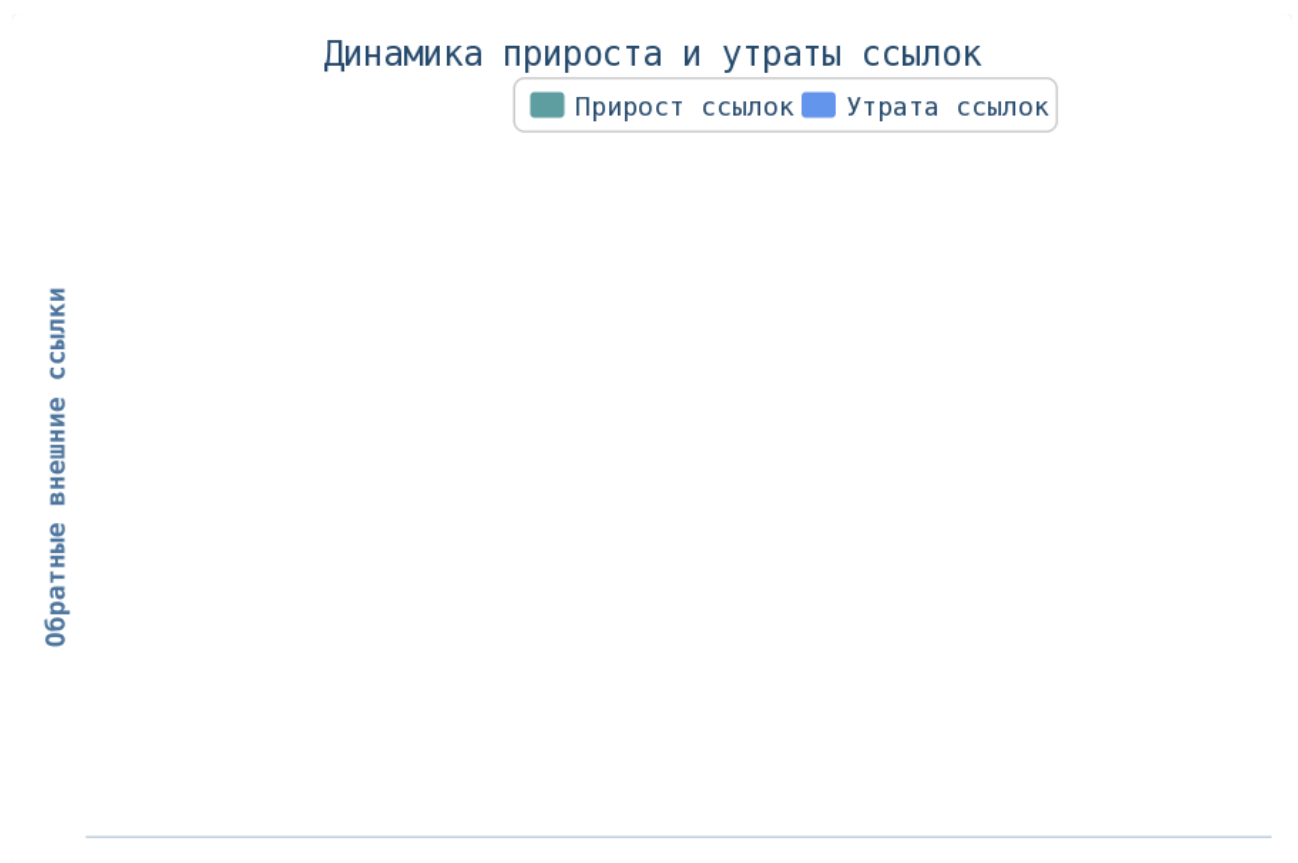 Динамика прироста и утраты ссылок
Прирост ссылок Утрата ссылок
Обратные внешние ссылки